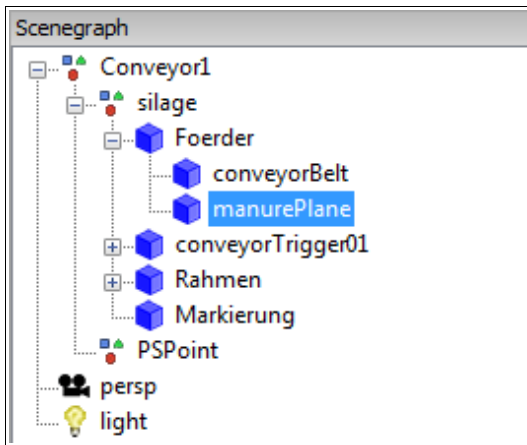 Scenegraph
Conveyor1
silage
Foerder
conveyorBelt
manurePlane
conveyorTrigger01
Rahmen
Markierung
PSPoint
persp
light